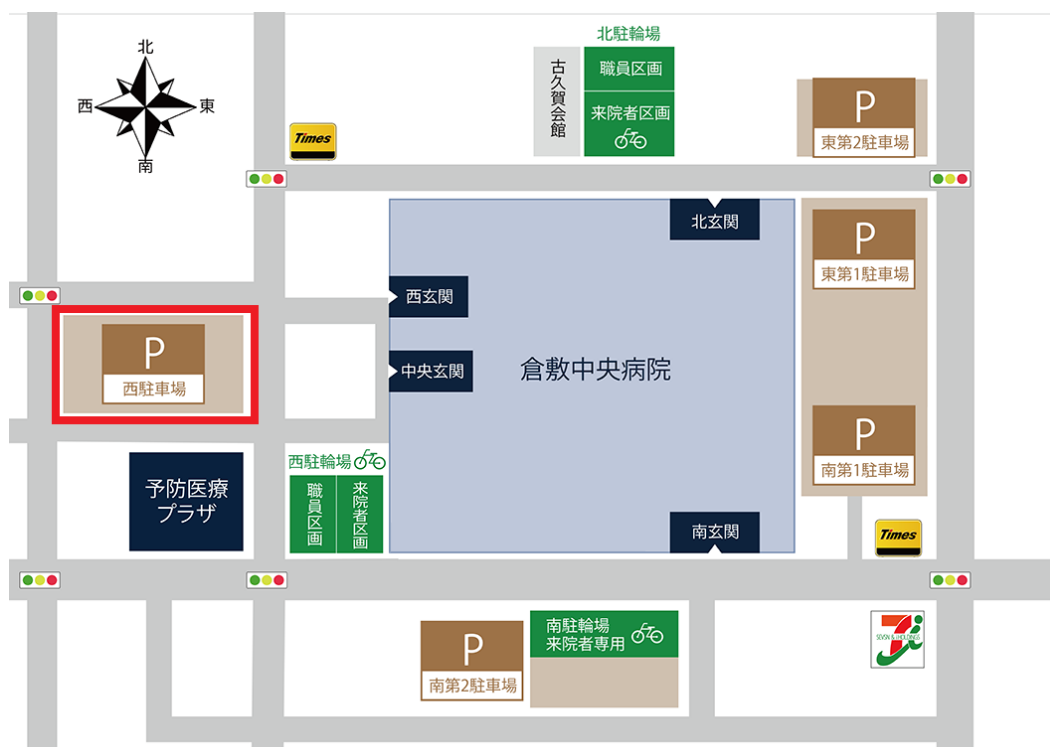 北
西
東
南
Times
北駐輪場
古久賀会館
職員区画
来院者区画
P
東第2駐車場
北玄関
P
東第1駐車場
西玄関
中央玄関
倉敷中央病院
P
西駐車場
P
南第1駐車場
予防医療
プラザ
西駐輪場
職員区画
来院者区画
南玄関
Times
南駐輪場
来院者専用
P
南第2駐車場
SEVEN & i HOLDINGS